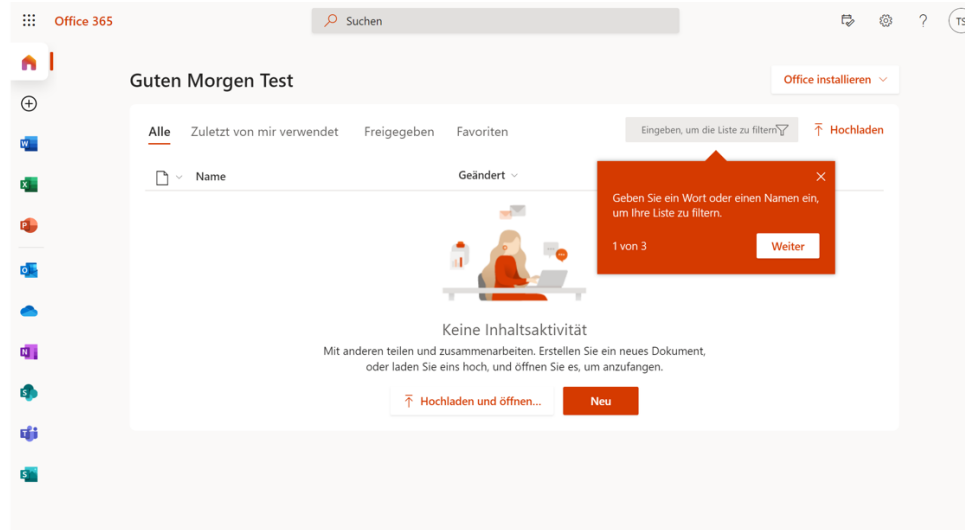 Office 365
Suchen
?
TS
Guten Morgen Test
Office installieren
Alle
Zuletzt von mir verwendet
Freigegeben
Favoriten
Eingeben, um die Liste zu filtern
Hochladen
Name
Geändert
Geben Sie ein Wort oder einen Namen ein,
um Ihre Liste zu filtern.
1 von 3
Weiter
Keine Inhaltsaktivität
Mit anderen teilen und zusammenarbeiten. Erstellen Sie ein neues Dokument,
oder laden Sie eins hoch, und öffnen Sie es, um anzufangen.
Hochladen und öffnen...
Neu